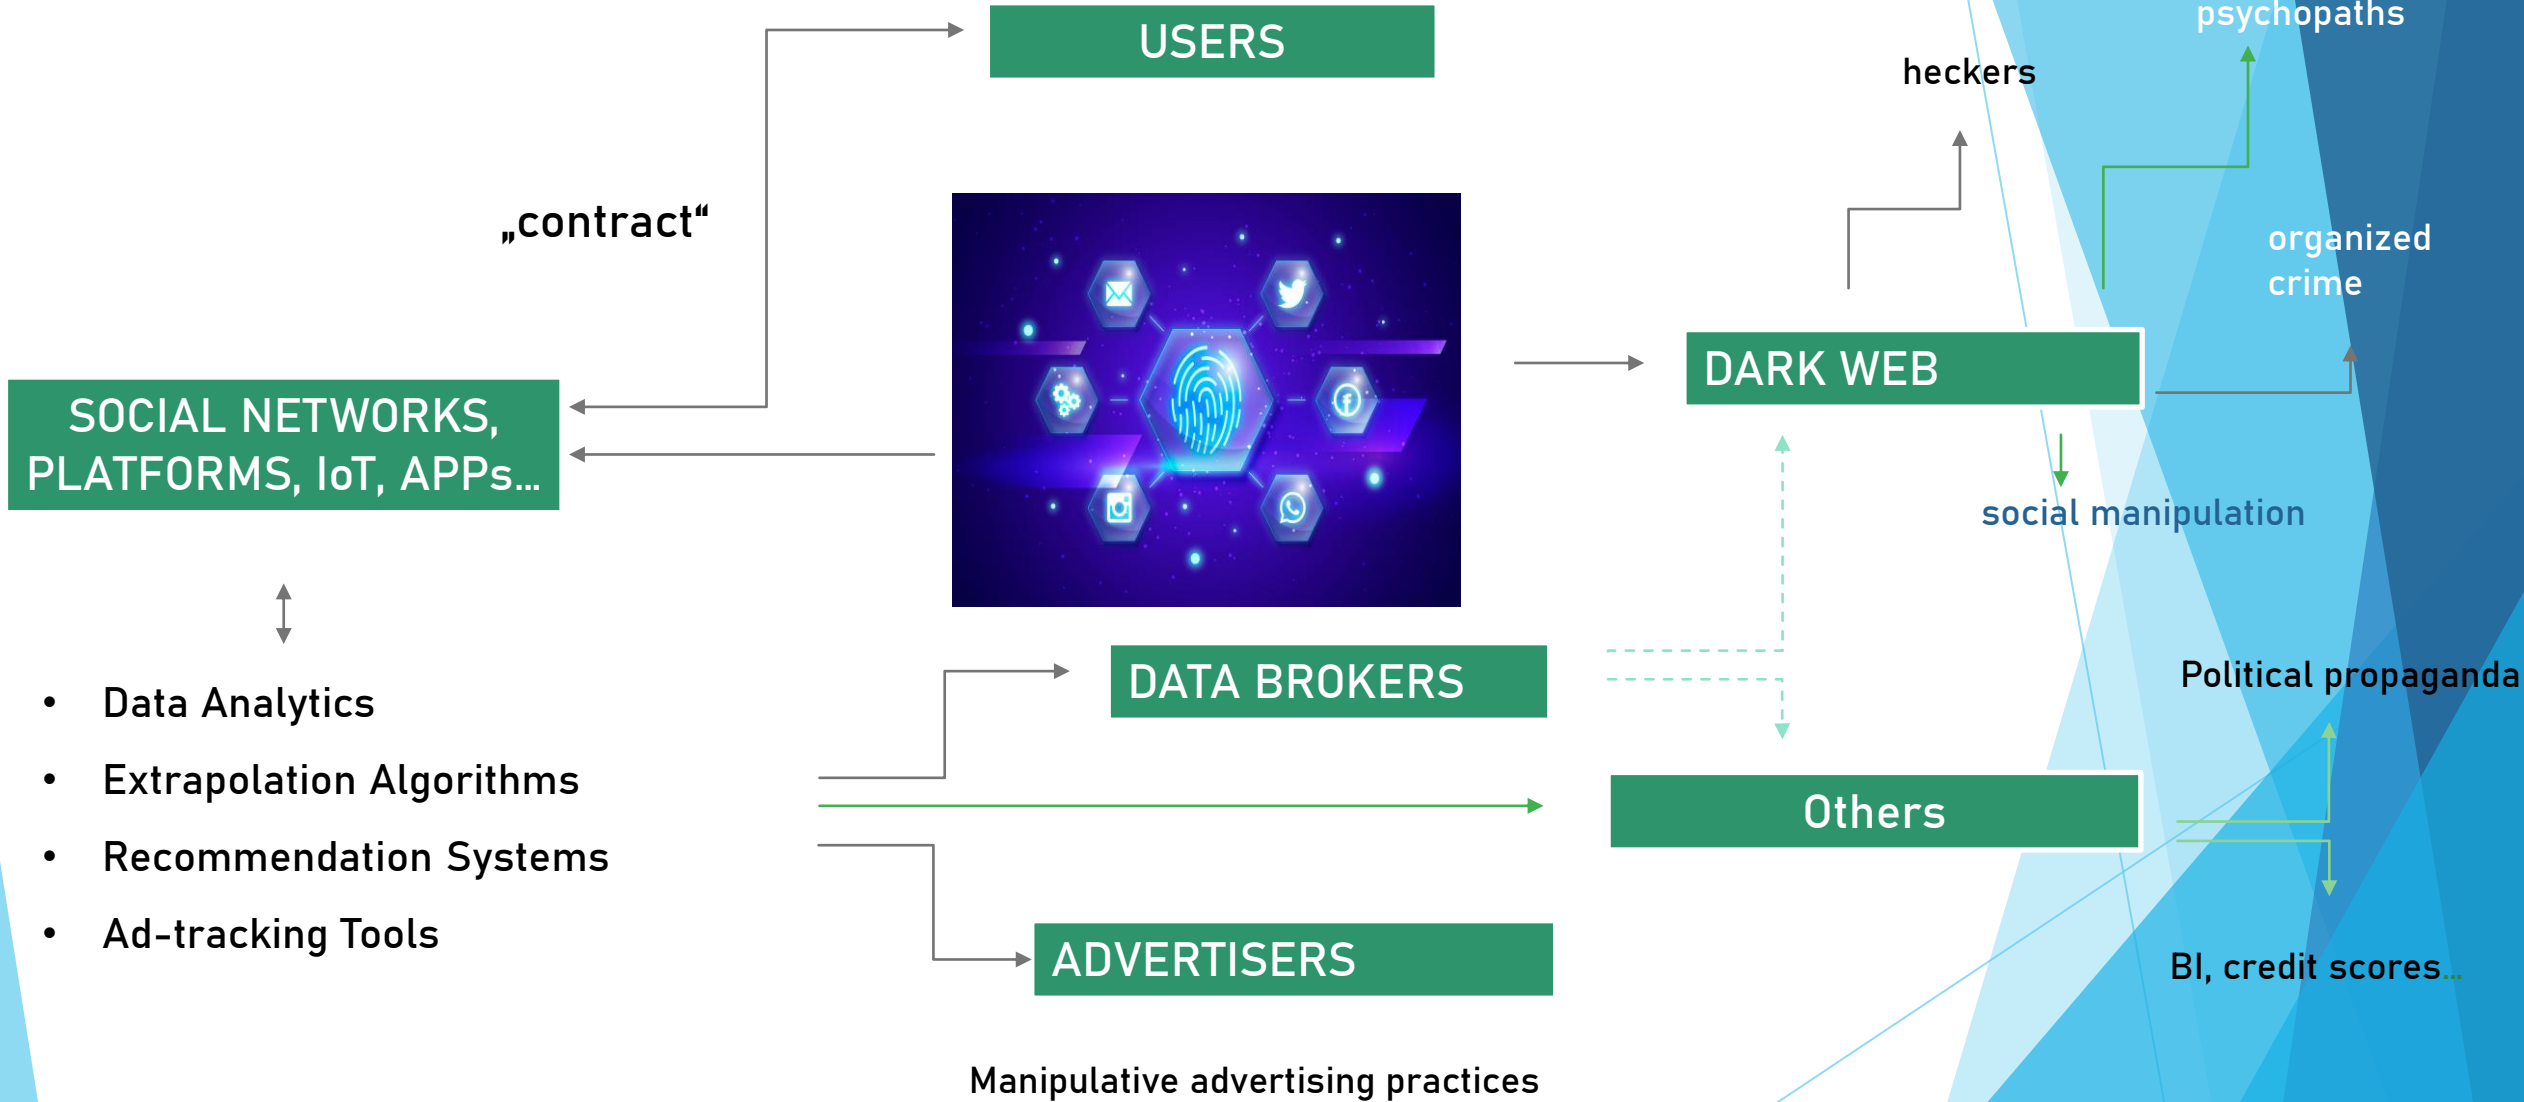 USERS
psychopaths
heckers
„contract“
organized
crime
DARK WEB
SOCIAL NETWORKS,
PLATFORMS, IoT, APPs...
social manipulation
DATA BROKERS
Political propaganda
• Data Analytics
• Extrapolation Algorithms
• Recommendation Systems
• Ad-tracking Tools
Others
ADVERTISERS
BI, credit scores...
Manipulative advertising practices